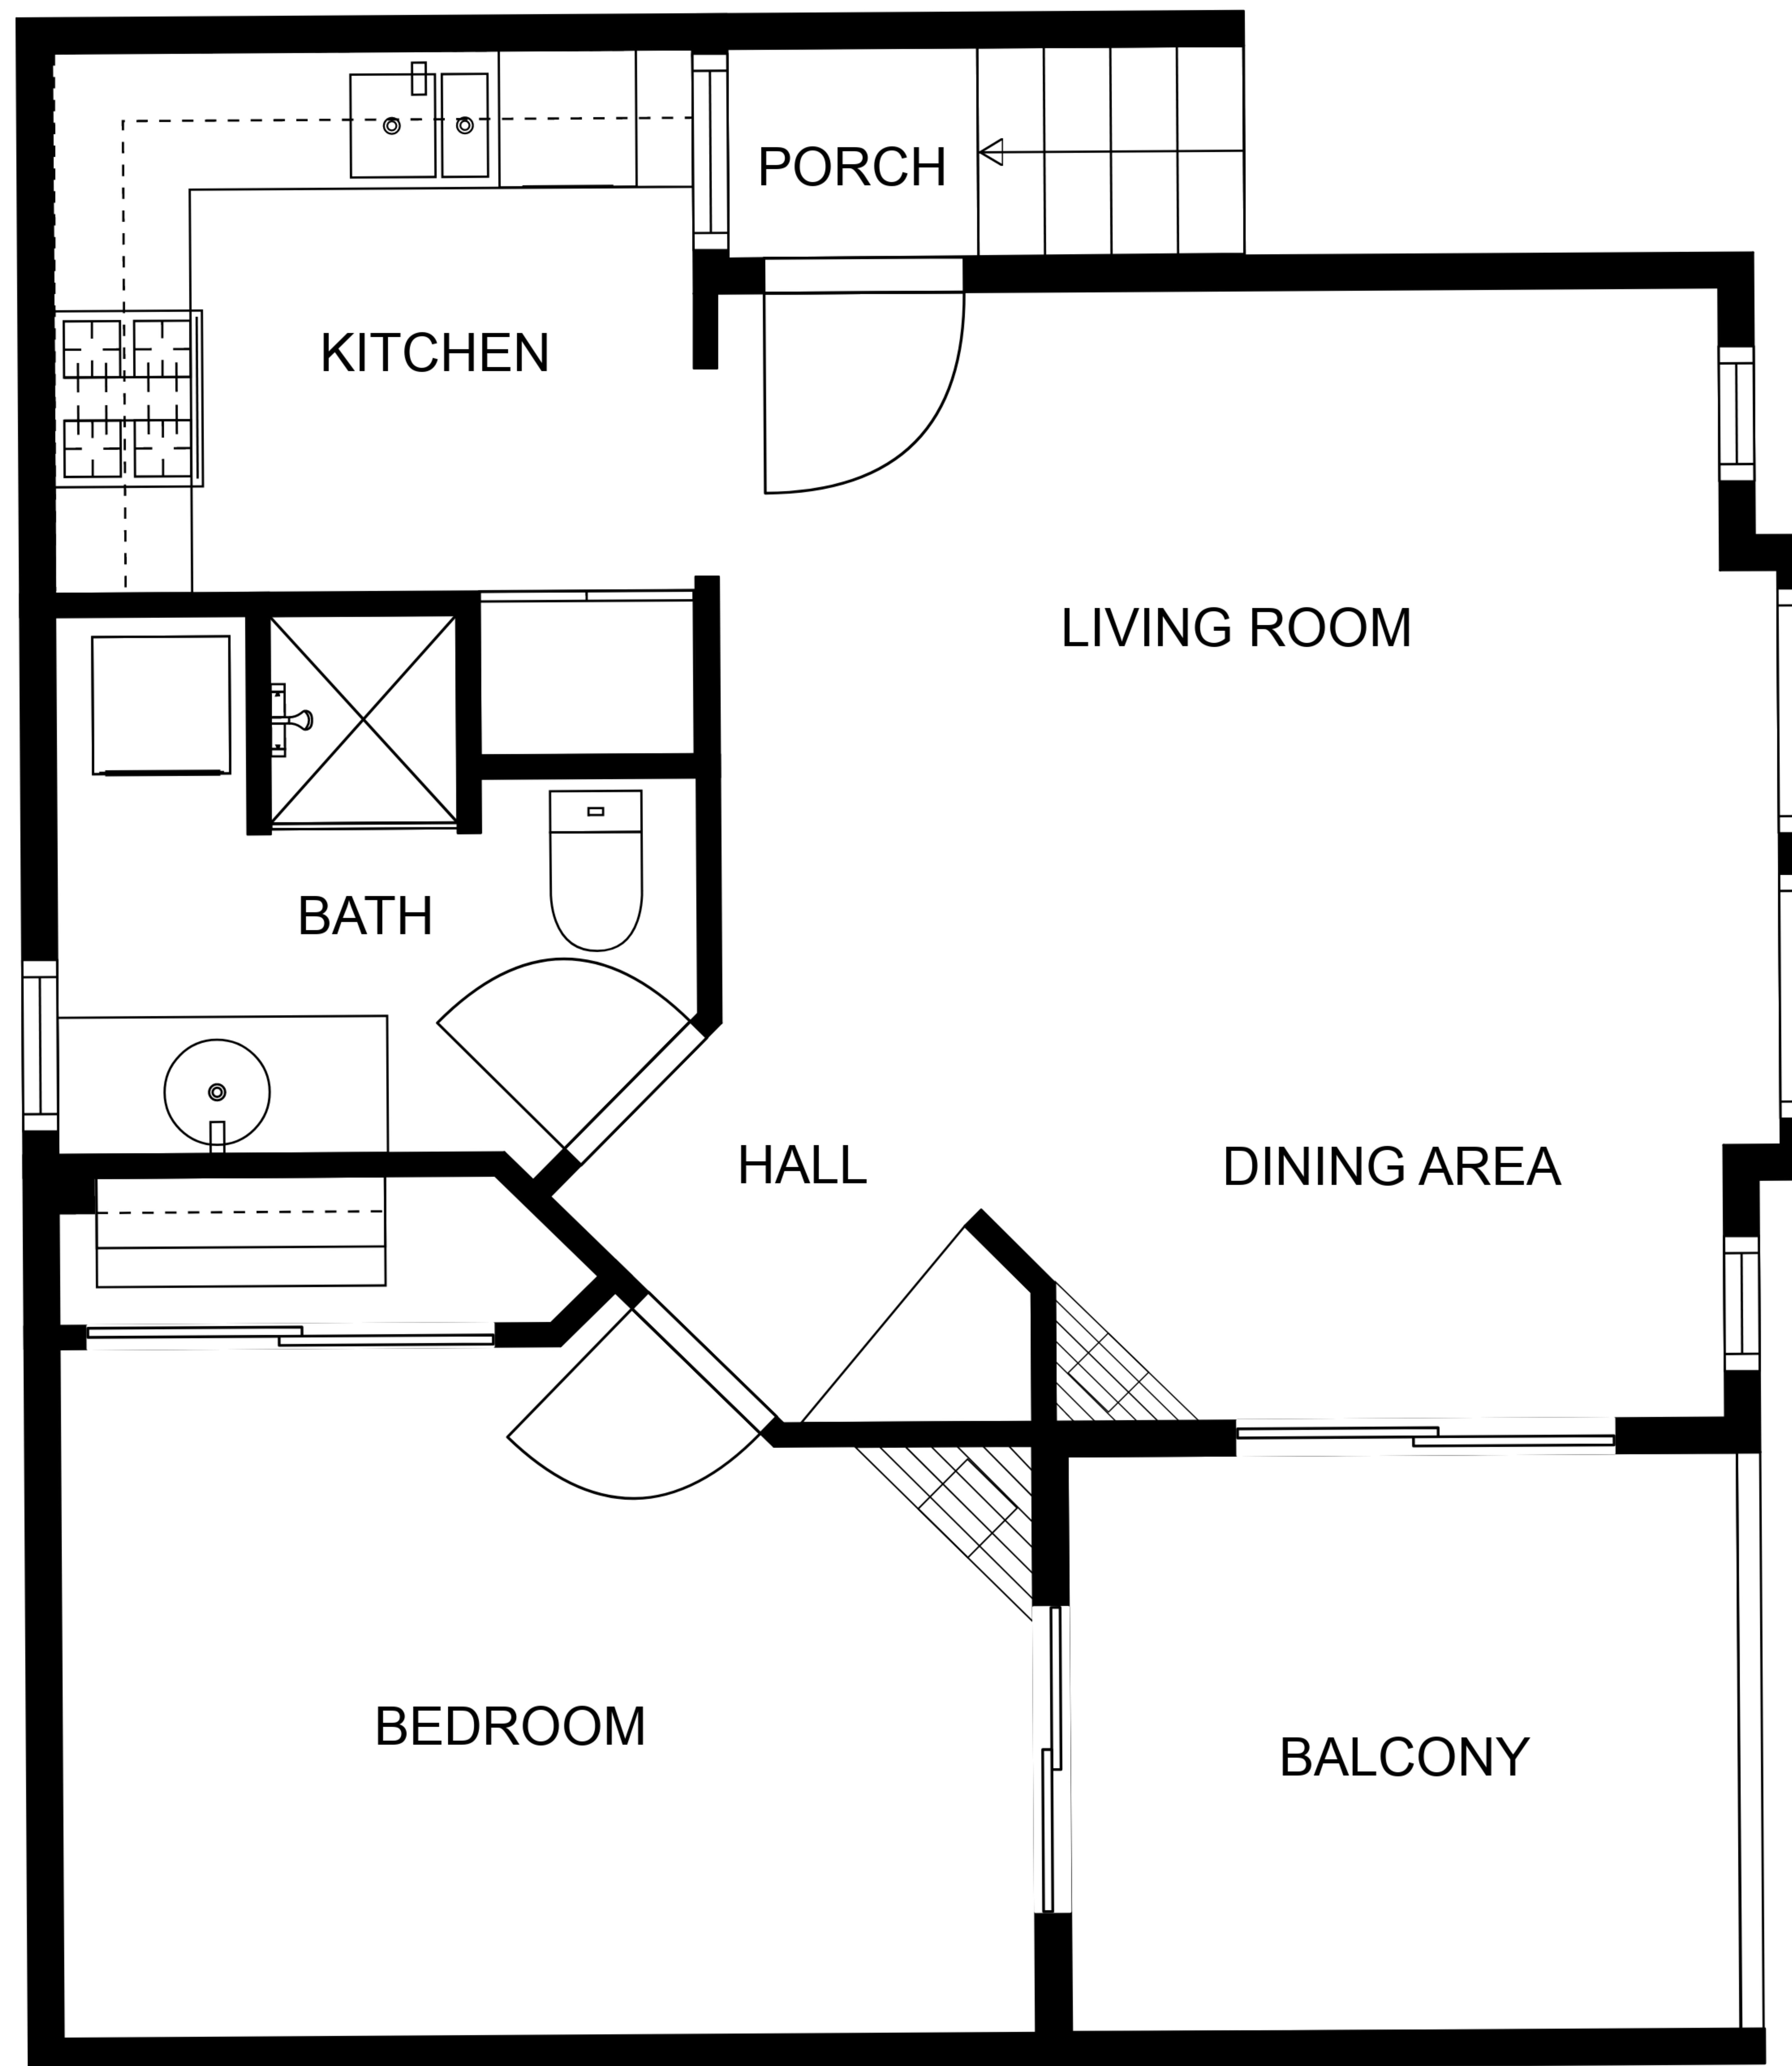 PORCH
KITCHEN
LIVING ROOM
BATH
HALL
DINING AREA
BEDROOM
BALCONY